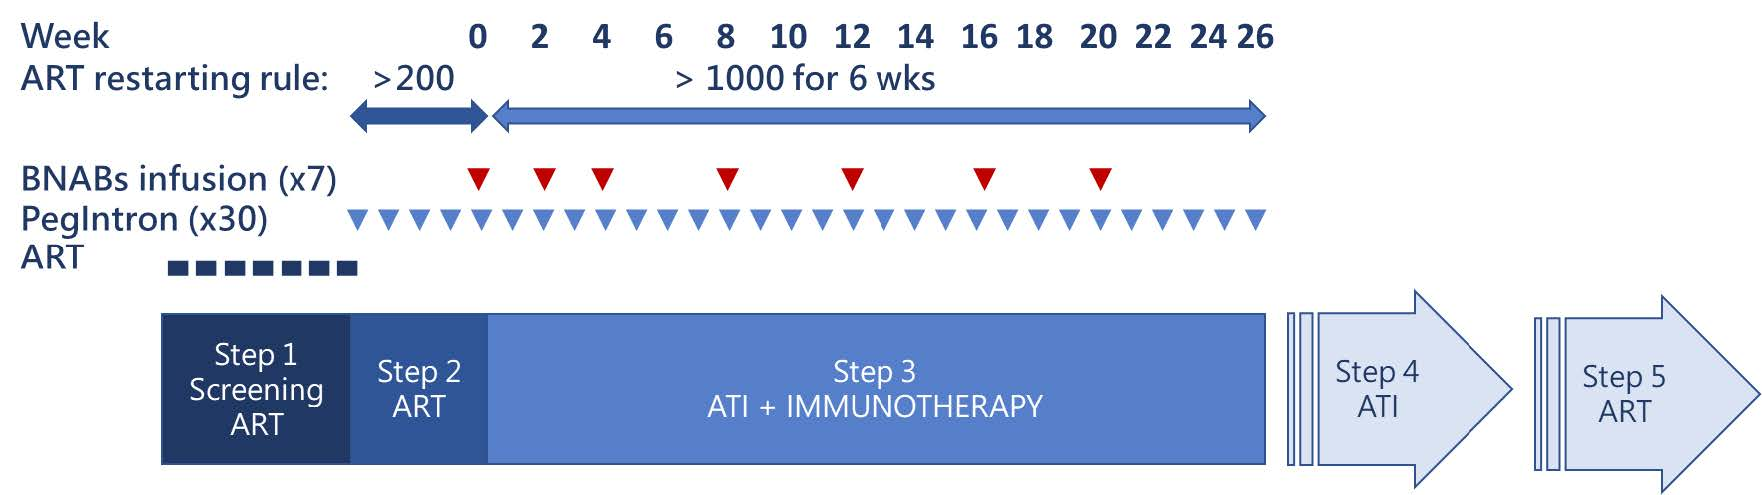 Week 0 2 4 6 8 10 12 14 16 18 20 22 24 26
ART restarting rule: >200 > 1000 for 6 wks
BNABs infusion (x7)
PegIntron (x30)
ART
Step 1
Screening
ART
Step 2
ART
Step 3
ATI + IMMUNOTHERAPY
Step 4
ATI
Step 5
ART